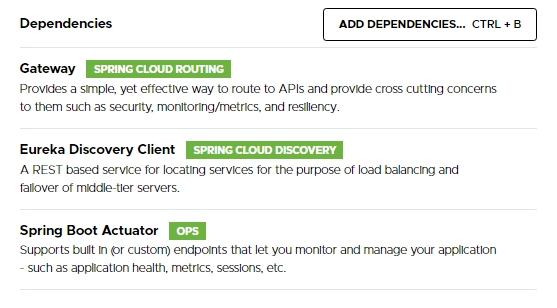 Dependencies
ADD DEPENDENCIES... CTRL + B
Gateway SPRING CLOUD ROUTING
Provides a simple, yet effective way to route to APIs and provide cross cutting concerns
to them such as security, monitoring/metrics, and resiliency.
Eureka Discovery Client SPRING CLOUD DISCOVERY
A REST based service for locating services for the purpose of load balancing and
failover of middle-tier servers.
Spring Boot Actuator OPS
Supports built in (or custom) endpoints that let you monitor and manage your application
- such as application health, metrics, sessions, etc.